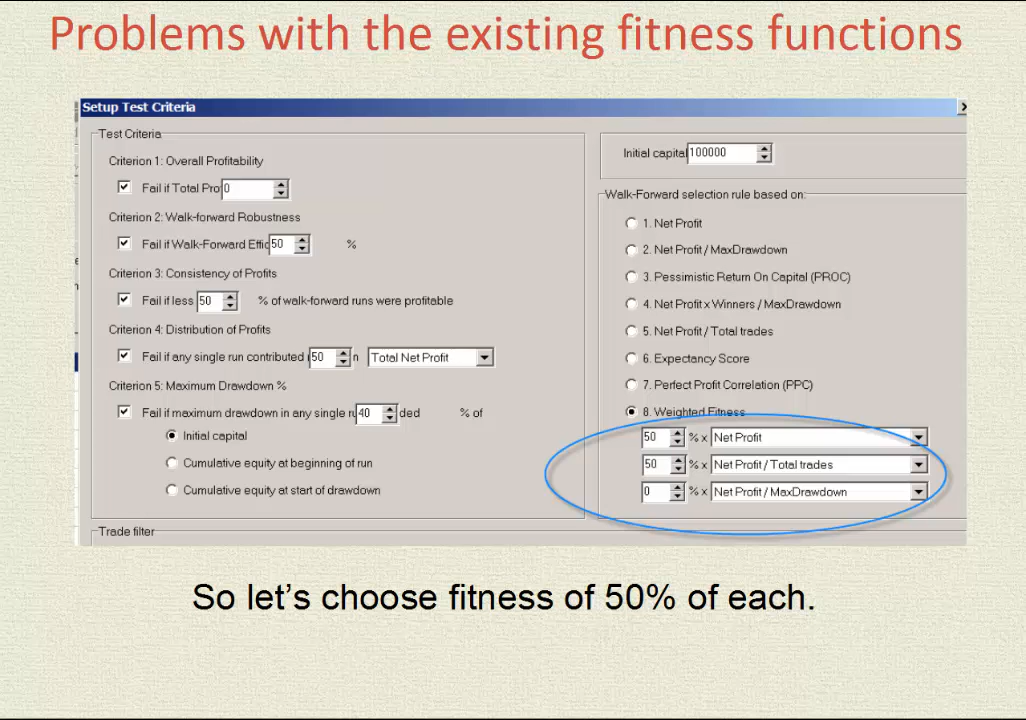 Problems with the existing fitness functions
Setup Test Criteria
Test Criteria
Criterion 1: Overall Profitability
Fail if Total Pro 0
Criterion 2: Walk-forward Robustness
Fail if Walk-Forward Effic 50 %
Criterion 3: Consistency of Profits
Fail if less 50 % of walk-forward runs were profitable
Criterion 4: Distribution of Profits
Fail if any single run contributed 50 n Total Net Profit
Criterion 5: Maximum Drawdown %
Fail if maximum drawdown in any single ru 40 ded % of
Initial capital
Cumulative equity at beginning of run
Cumulative equity at start of drawdown
Trade filter
Initial capital 100000
Walk-Forward selection rule based on:
1. Net Profit
2. Net Profit / MaxDrawdown
3. Pessimistic Return On Capital (PROC)
4. Net Profit x Winners / MaxDrawdown
5. Net Profit / Total trades
6. Expectancy Score
7. Perfect Profit Correlation (PPC)
8. Weighted Fitness
50 % x Net Profit
50 % x Net Profit / Total trades
0 % x Net Profit / MaxDrawdown
So let's choose fitness of 50% of each.